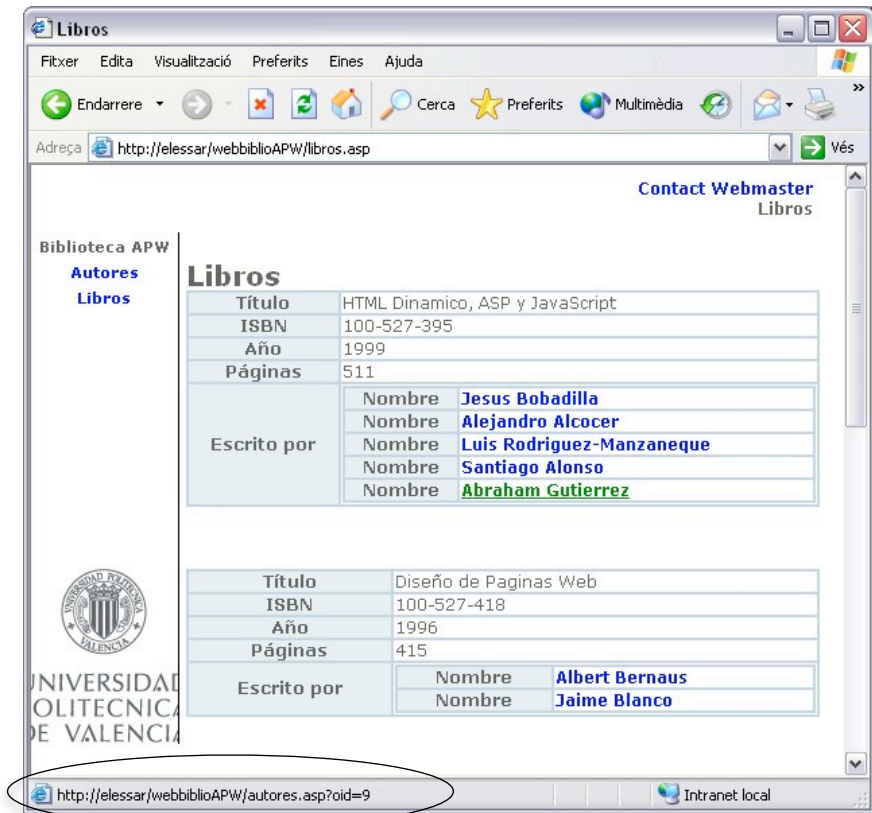 Libros
Fitxer Edita Visualització Preferits Eines Ajuda
Endarrere Cerca Preferits Multimèdia »
Adreça http://elessar/webbiblioAPW/libros.asp Vés
Contact Webmaster
Libros
Biblioteca APW
Autores
Libros
Libros
Título HTML Dinamico, ASP y JavaScript
ISBN 100-527-395
Año 1999
Páginas 511
Escrito por
Nombre Jesus Bobadilla
Nombre Alejandro Alcocer
Nombre Luis Rodriguez-Manzaneque
Nombre Santiago Alonso
Nombre Abraham Gutierrez
Título Diseño de Paginas Web
ISBN 100-527-418
Año 1996
Páginas 415
Escrito por
Nombre Albert Bernaus
Nombre Jaime Blanco
UNIVERSIDAD POLITECNICA VALENCIA
UNIVERSIDAD
POLITECNICA
DE VALENCIA
http://elessar/webbiblioAPW/autores.asp?oid=9 Intranet local